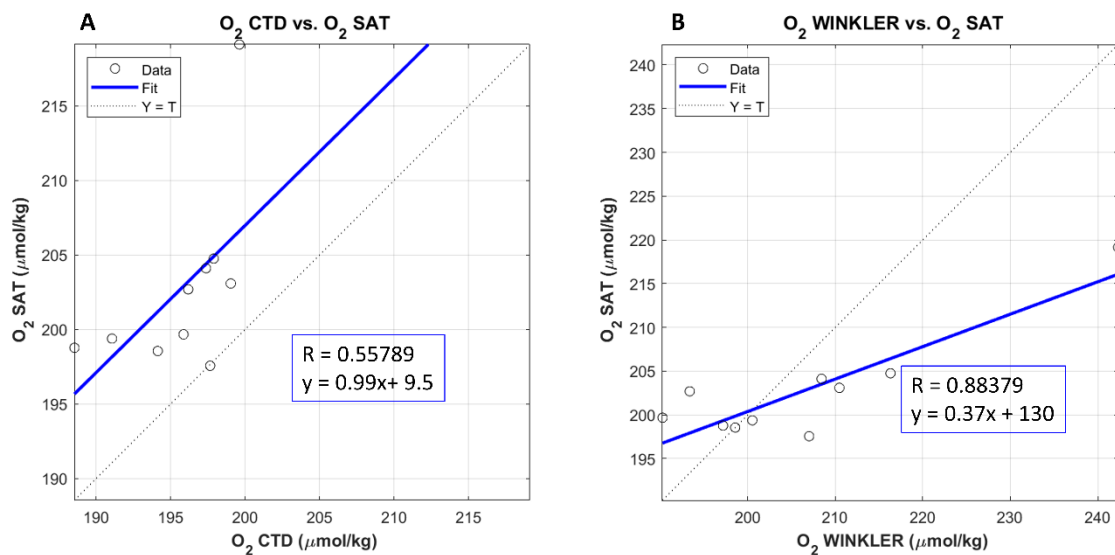 A
O₂ CTD vs. O₂ SAT
Data
Fit
Y = T
215
210
205
200
195
190
O₂ SAT (μmol/kg)
R = 0.55789
y = 0.99x+ 9.5
190 195 200 205 210 215
O₂ CTD (μmol/kg)
B
O₂ WINKLER vs. O₂ SAT
Data
Fit
Y = T
240
235
230
225
220
215
210
205
200
195
O₂ SAT (μmol/kg)
R = 0.88379
y = 0.37x + 130
200 210 220 230 240
O₂ WINKLER (μmol/kg)